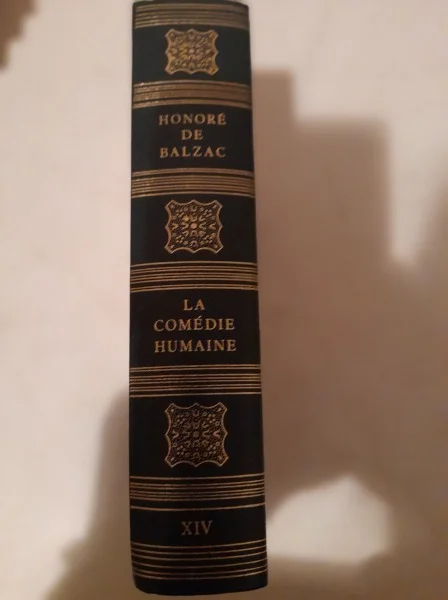 HONORÉ
DE
BALZAC
LA
COMÉDIE
HUMAINE
XIV